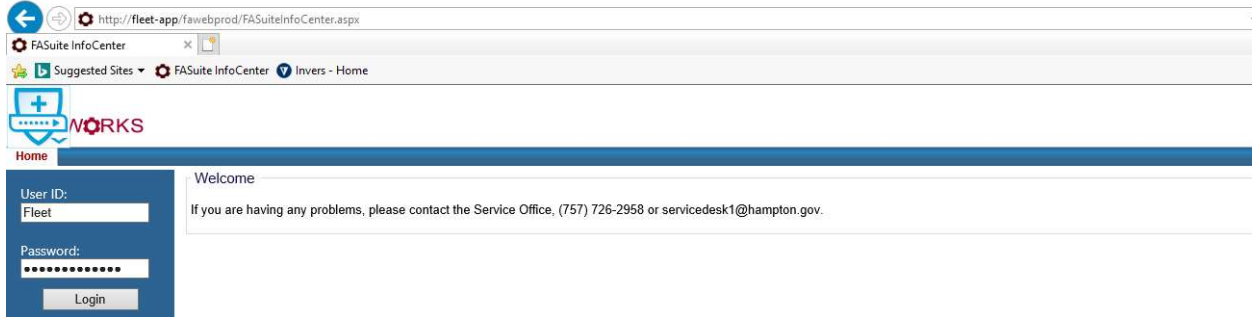 http://fleet-app/fawebprod/FASuiteInfoCenter.aspx
FASuite InfoCenter
Suggested Sites FASuite InfoCenter Invers - Home
WORKS
Home
Welcome
User ID:
Fleet
If you are having any problems, please contact the Service Office, (757) 726-2958 or servicedesk1@hampton.gov.
Password:
•••••••••••••
Login